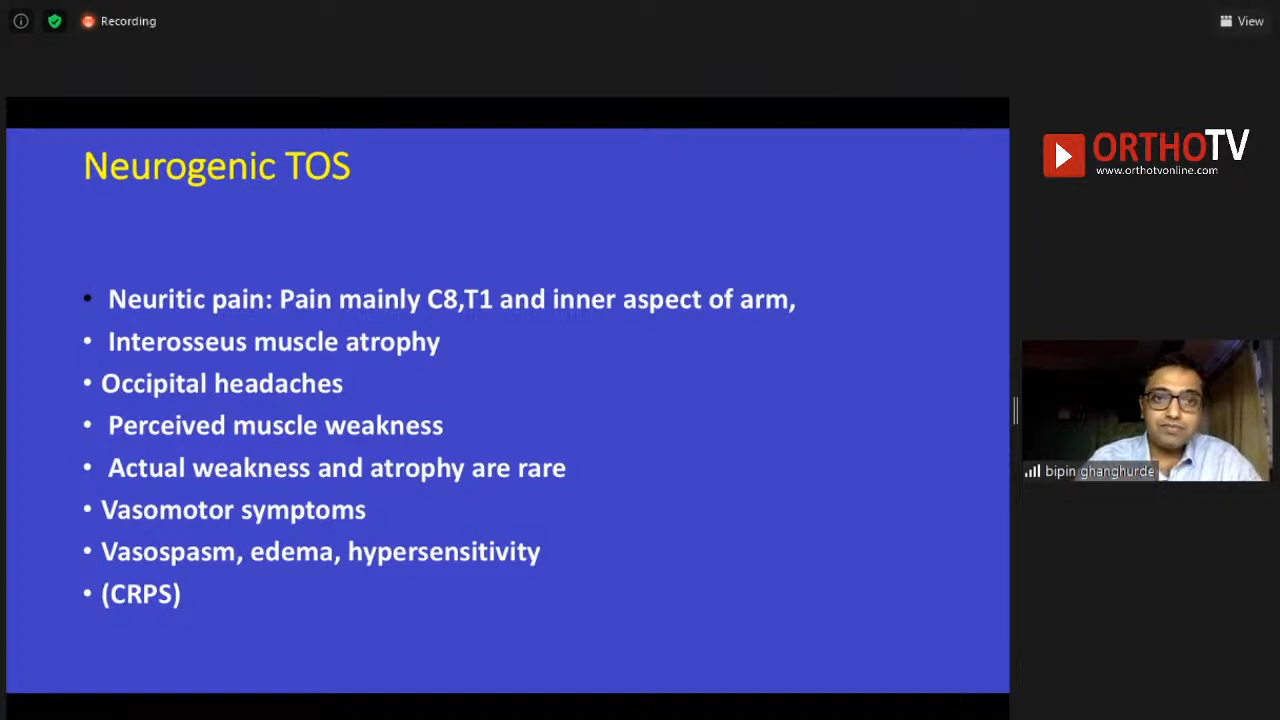 Recording
View
ORTHOTV
www.orthotvonline.com
Neurogenic TOS
• Neuritic pain: Pain mainly C8,T1 and inner aspect of arm,
• Interosseus muscle atrophy
• Occipital headaches
• Perceived muscle weakness
• Actual weakness and atrophy are rare
• Vasomotor symptoms
• Vasospasm, edema, hypersensitivity
• (CRPS)
bipin ghanghurde